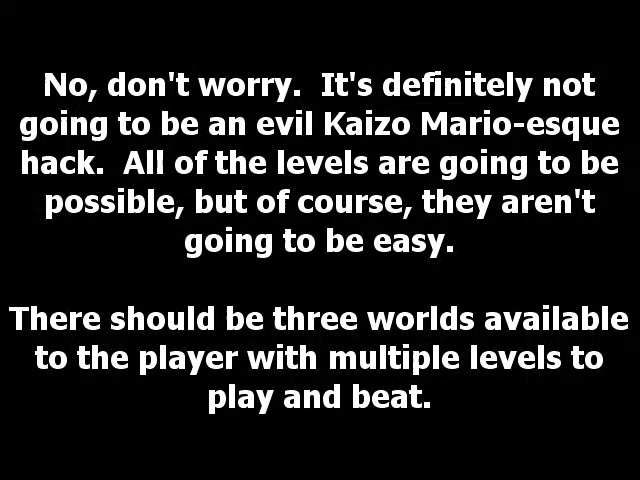 No, don't worry.  It's definitely not
going to be an evil Kaizo Mario-esque
hack.  All of the levels are going to be
possible, but of course, they aren't
going to be easy.
There should be three worlds available
to the player with multiple levels to
play and beat.